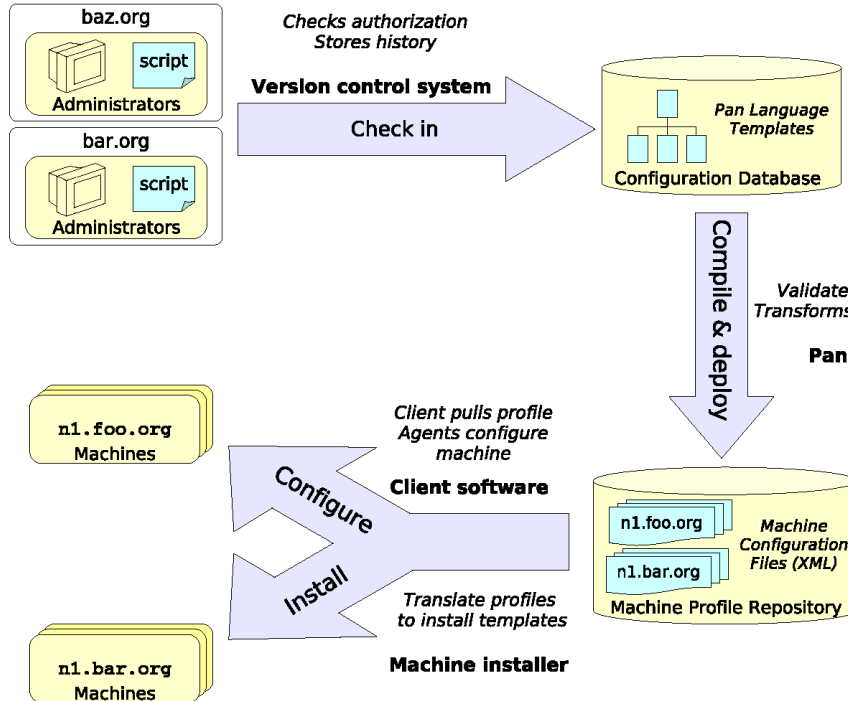 baz.org
script
Administrators
bar.org
script
Administrators
Checks authorization
Stores history
Version control system
Check in
Pan Language
Templates
Configuration Database
Compile & deploy
Validate
Transforms
Pan
n1.foo.org
Machines
Client pulls profile
Agents configure
machine
Client software
Configure
Install
Translate profiles
to install templates
Machine installer
n1.foo.org
n1.bar.org
Machine
Configuration
Files (XML)
Machine Profile Repository
n1.bar.org
Machines